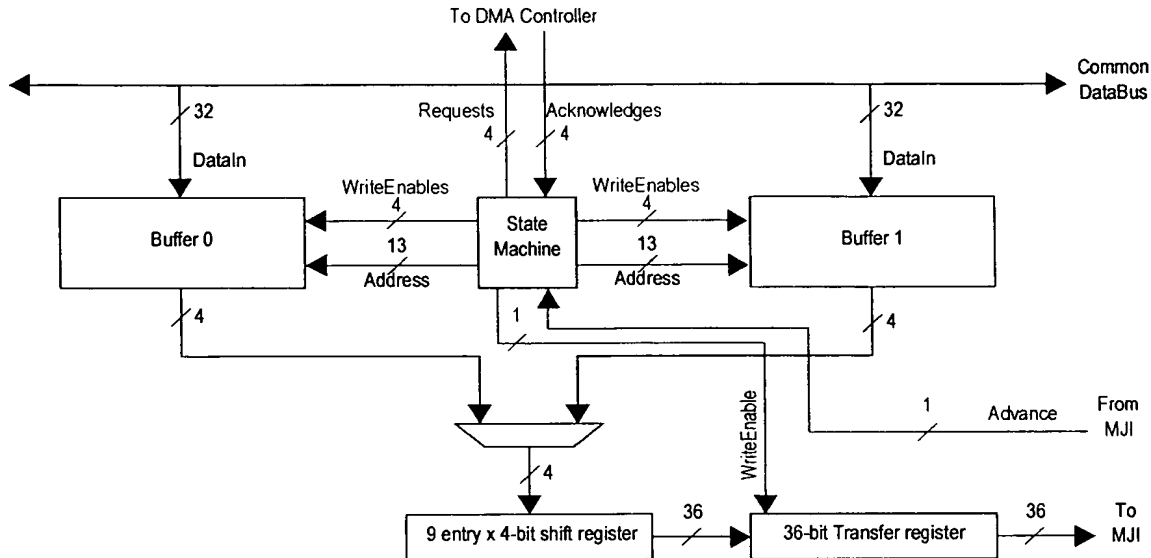 To DMA Controller
Common
DataBus
32
Requests
4
Acknowledges
4
32
DataIn
DataIn
WriteEnables
4
WriteEnables
4
Buffer 0
State
Machine
Buffer 1
13
Address
13
Address
4
1
4
1
Advance
From
MJI
WriteEnable
4
9 entry x 4-bit shift register
36
36-bit Transfer register
36
To
MJI